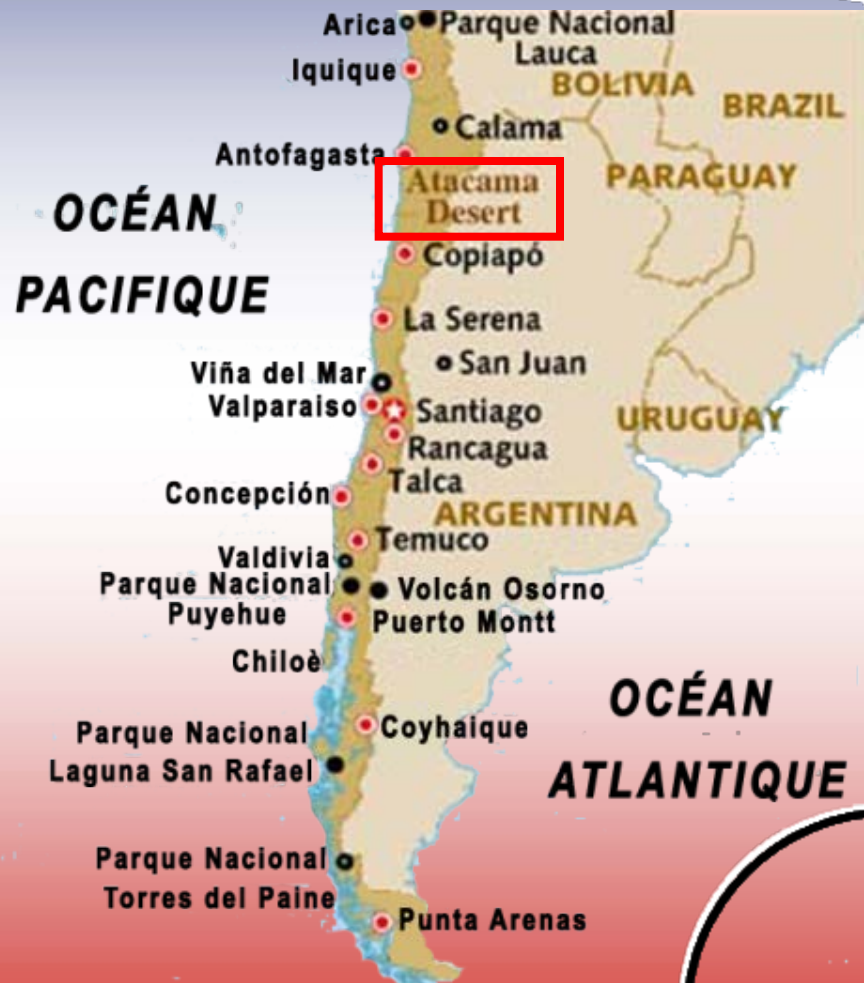 Arica
Parque Nacional
Lauca
Iquique
BOLIVIA
BRAZIL
Calama
Antofagasta
Atacama
Desert
PARAGUAY
OCÉAN
PACIFIQUE
Copiapó
La Serena
San Juan
Viña del Mar
Valparaiso
Santiago
URUGUAY
Rancagua
Talca
Concepción
ARGENTINA
Temuco
Valdivia
Parque Nacional
Puyehue
Volcán Osorno
Puerto Montt
Chiloè
OCÉAN
ATLANTIQUE
Coyhaique
Parque Nacional
Laguna San Rafael
Parque Nacional
Torres del Paine
Punta Arenas